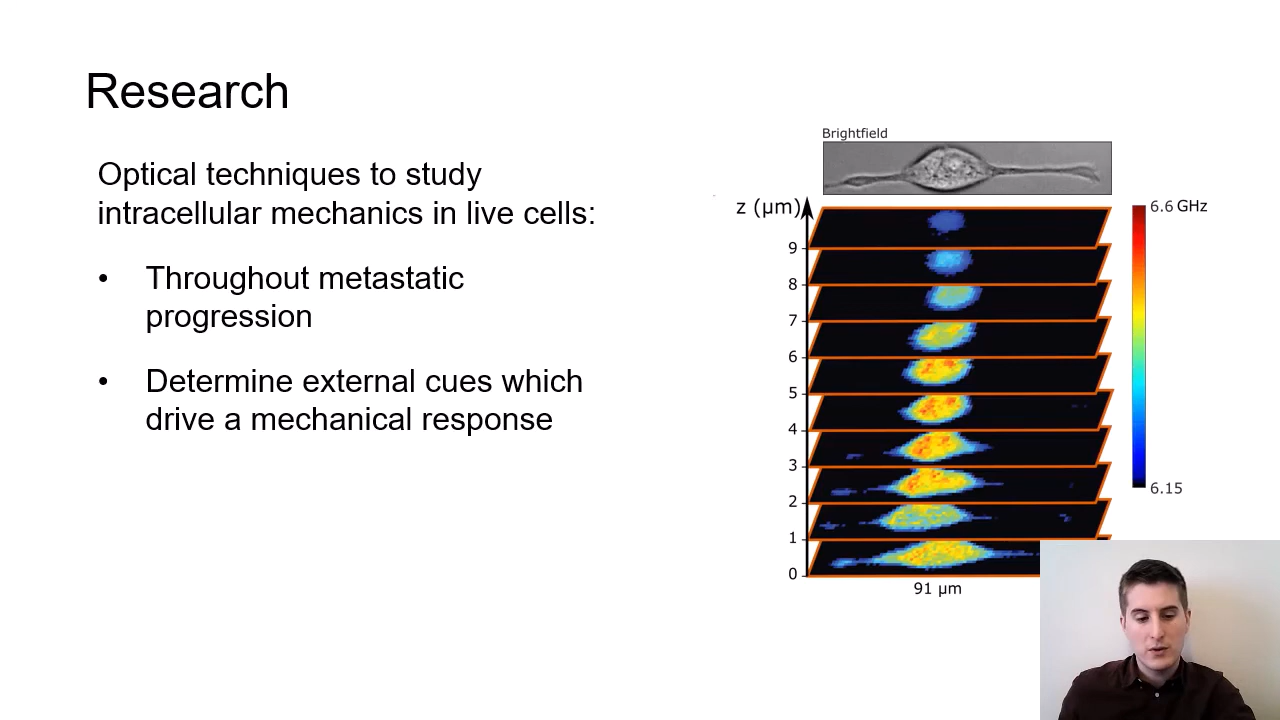 Research
Optical techniques to study
intracellular mechanics in live cells:
• Throughout metastatic
progression
• Determine external cues which
drive a mechanical response
Brightfield
z (µm)
9
8
7
6
5
4
3
2
1
0
91 µm
6.6 GHz
6.15